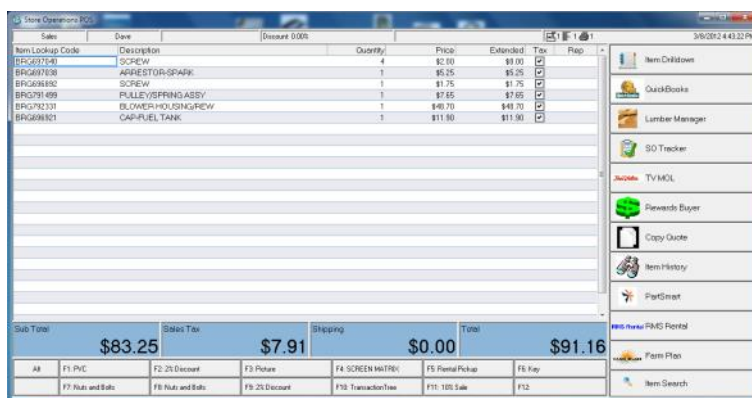 Store Operations POS
Sales Dave Discount 0.00% 1 1 1 3/8/2012 4:43:22 PM
Item Lookup Code Description Quantity Price Extended Tax Rep
BRG697040 SCREW 4 $2.00 $8.00
BRG697038 ARRESTOR-SPARK 1 $5.25 $5.25
BRG696892 SCREW 1 $1.75 $1.75
BRG791499 PULLEY/SPRING ASSY 1 $7.65 $7.65
BRG792331 BLOWER HOUSING/REW 1 $48.70 $48.70
BRG696921 CAP-FUEL TANK 1 $11.90 $11.90
Item Drilldown
QuickBooks
Lumber Manager
SO Tracker
TV MOL
Rewards Buyer
Copy Quote
Item History
PartSmart
RMS Rental RMS Rental
Farm Plan
Item Search
Sub Total Sales Tax Shipping Total
$83.25 $7.91 $0.00 $91.16
Alt F1: PVC F2: 2% Discount F3: Picture F4: SCREEN MATRIX F5: Rental Pickup F6: Key
F7: Nuts and Bolts F8: Nuts and Bolts F9: 2% Discount F10: TransactionTree F11: 10% Sale F12